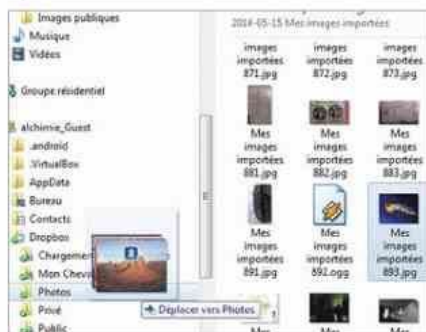 Images publiques
Musique
Vidéos
Groupe résidentiel
alchimie_Guest
.android
.VirtualBox
AppData
Bureau
Contacts
Dropbox
Chargemen
Mon Cheva
Photos
Privé
Public
2014-05-15 Mes images importées
images importées 871.jpg
images importées 872.jpg
images importées 873.jpg
Mes images importées 881.jpg
Mes images importées 882.jpg
Mes images importées 883.jpg
Mes images importées 891.jpg
Mes images importées 892.ogg
Mes images importées 893.jpg
Déplacer vers Photos
Mes
Mes
Mes